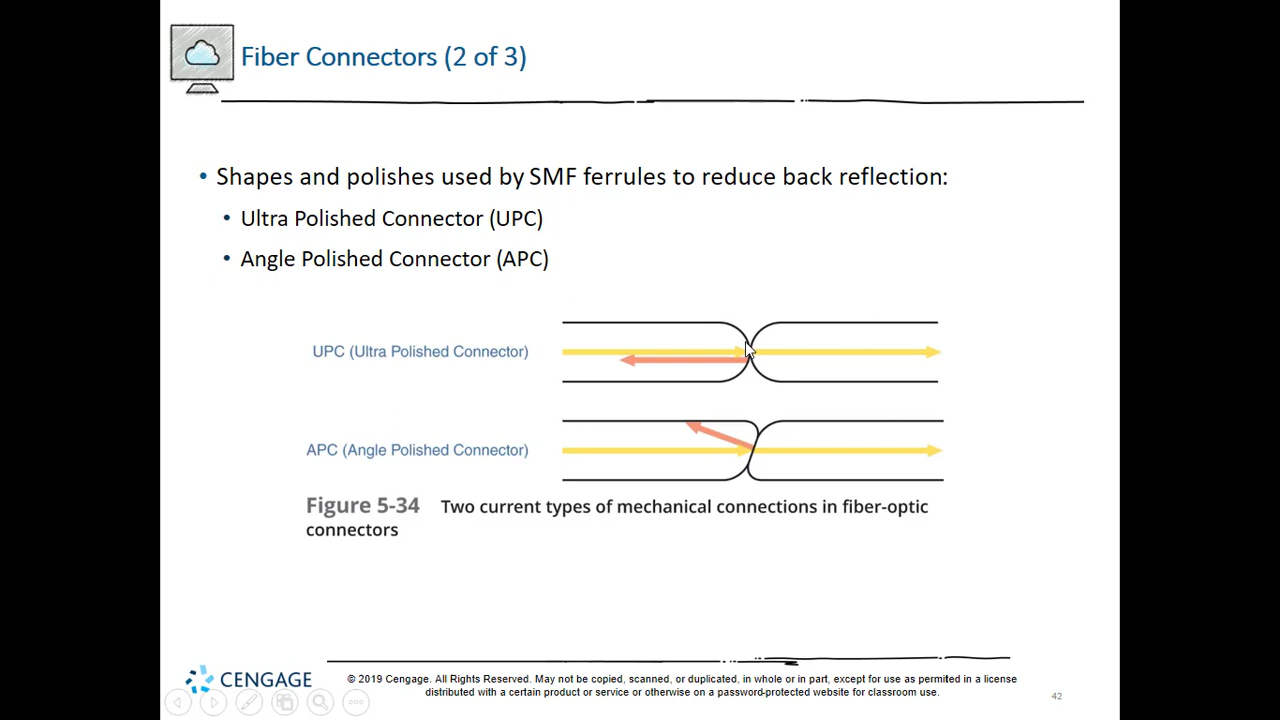 Fiber Connectors (2 of 3)
• Shapes and polishes used by SMF ferrules to reduce back reflection:
• Ultra Polished Connector (UPC)
• Angle Polished Connector (APC)
UPC (Ultra Polished Connector)
APC (Angle Polished Connector)
Figure 5-34 Two current types of mechanical connections in fiber-optic
connectors
CENGAGE
© 2019 Cengage. All Rights Reserved. May not be copied, scanned, or duplicated, in whole or in part, except for use as permitted in a license
distributed with a certain product or service or otherwise on a password-protected website for classroom use.
42